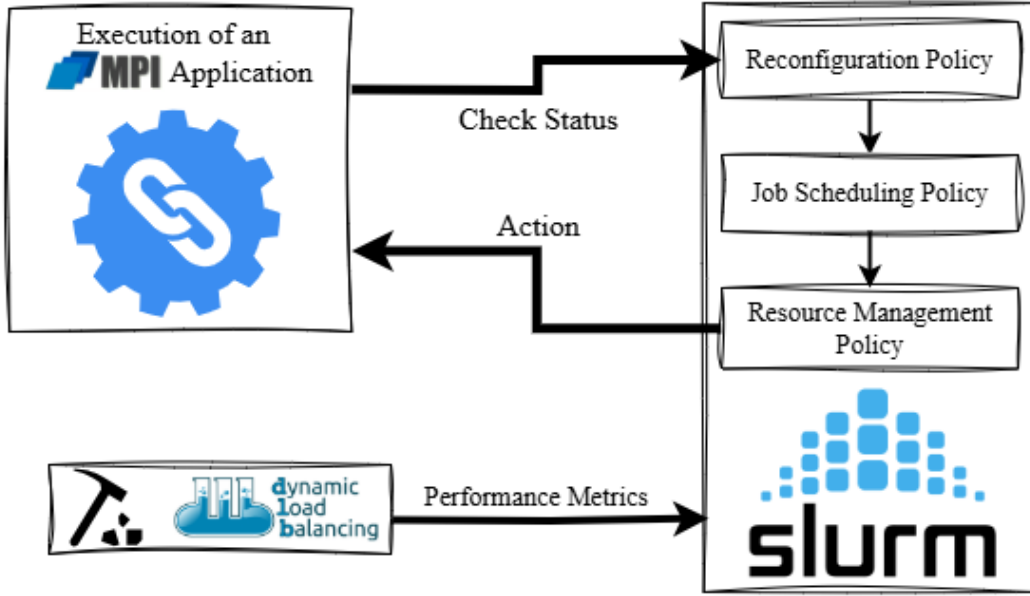 Execution of an
MPI Application
Check Status
Action
Reconfiguration Policy
Job Scheduling Policy
Resource Management
Policy
dynamic
load
balancing
Performance Metrics
slurm